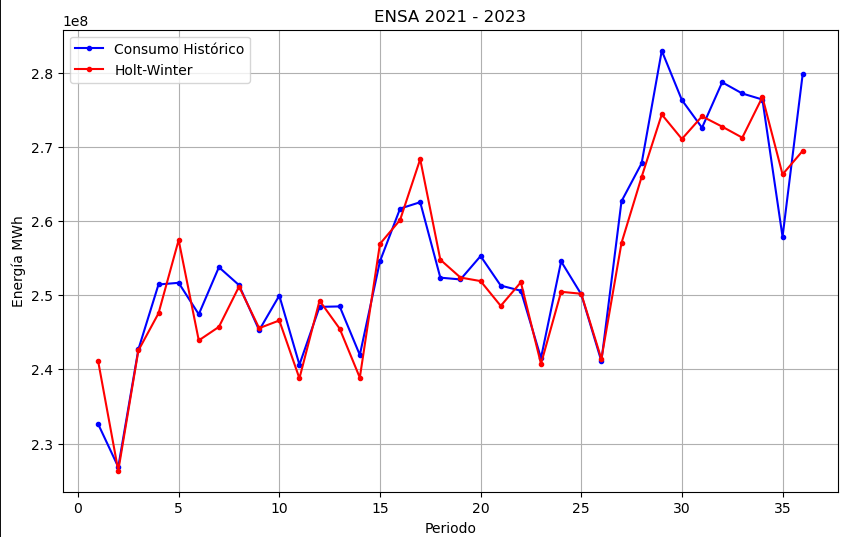 ENSA 2021 - 2023
1e8
Consumo Histórico
Holt-Winter
2.8
2.7
2.6
2.5
2.4
2.3
Energía MWh
0 5 10 15 20 25 30 35
Periodo